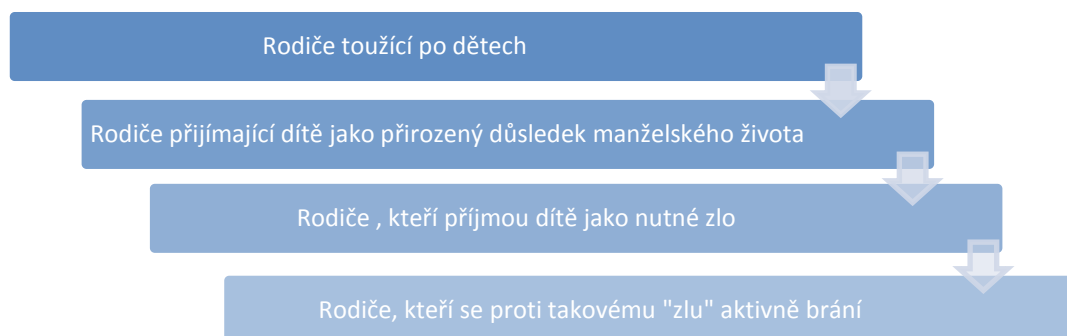 Rodiče toužící po dětech
Rodiče přijímající dítě jako přirozený důsledek manželského života
Rodiče , kteří příjmou dítě jako nutné zlo
Rodiče, kteří se proti takovému "zlu" aktivně brání